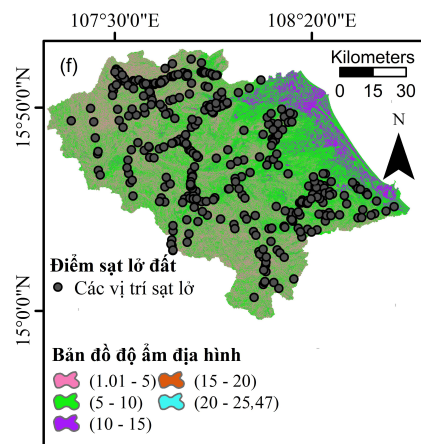 107°30'0"E
108°20'0"E
(f)
Kilometers
0 15 30
N
15°50'0"N
15°0'0"N
Điểm sạt lở đất
Các vị trí sạt lở
Bản đồ độ ẩm địa hình
(1.01 - 5)
(15 - 20)
(5 - 10)
(20 - 25,47)
(10 - 15)